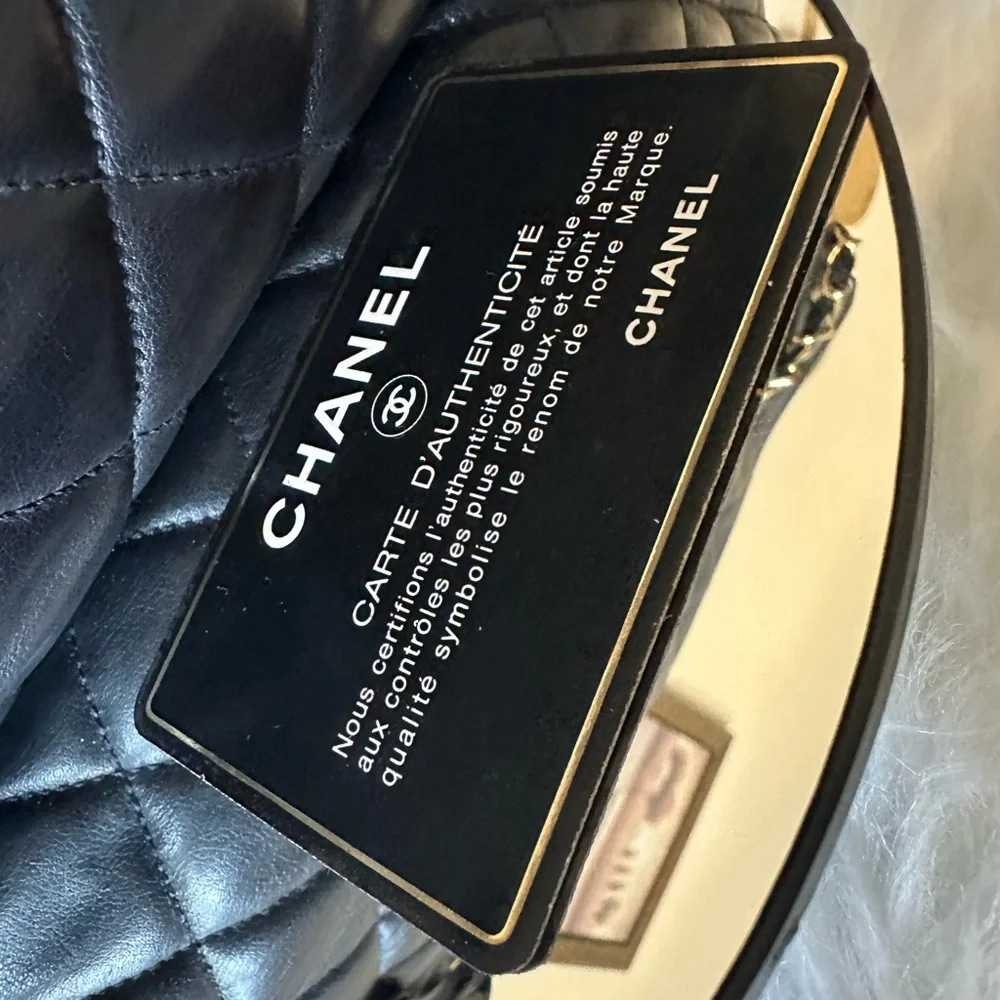 CHANEL
CARTE D'AUTHENTICITÉ
Nous certifions l'authenticité de cet article soumis
aux contrôles les plus rigoureux, et dont la haute
qualité symbolise le renom de notre Marque.
CHANEL